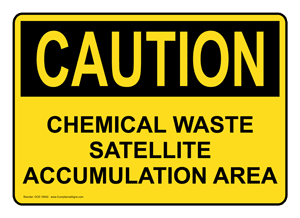 CAUTION
CHEMICAL WASTE
SATELLITE
ACCUMULATION AREA